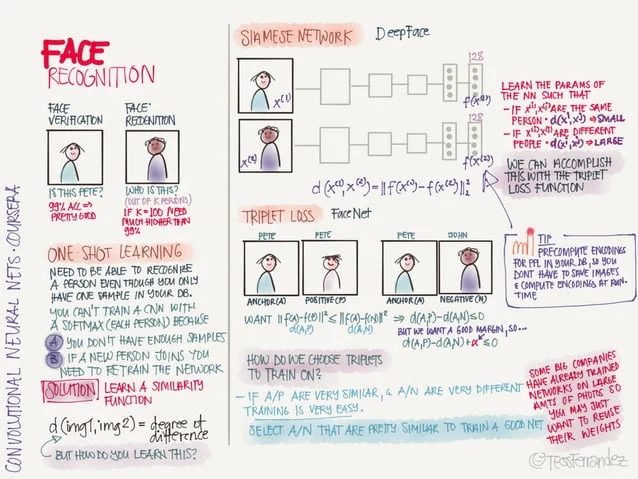 FACE
RECOGNITION
FACE
VERIFICATION
FACE
RECOGNITION
IS THIS PETE?
99% ACC ⇒
PRETTY GOOD
WHO IS THIS?
(OUT OF K PERSONS)
IF K=100 NEED
MUCH HIGHER THAN
99%
ONE-SHOT LEARNING
NEED TO BE ABLE TO RECOGNIZE
A PERSON EVEN THOUGH YOU ONLY
HAVE ONE SAMPLE IN YOUR DB.
YOU CAN'T TRAIN A CNN WITH
A SOFTMAX (EACH PERSON) BECAUSE
A YOU DON'T HAVE ENOUGH SAMPLES
B IF A NEW PERSON JOINS YOU
NEED TO RETRAIN THE NETWORK
SOLUTION LEARN A SIMILARITY
FUNCTION
d(img1, img2) = degree of
difference
BUT HOW DO YOU LEARN THIS?
CONVOLUTIONAL NEURAL NETS · COURSERA
SIAMESE NETWORK DeepFace
x⁽¹⁾
128
f(x⁽¹⁾)
x⁽²⁾
128
f(x⁽²⁾)
d(x⁽¹⁾, x⁽²⁾) = ||f(x⁽¹⁾) - f(x⁽²⁾)||²₂
LEARN THE PARAMS OF
THE NN SUCH THAT
- IF x⁽ⁱ⁾, x⁽ʲ⁾ ARE THE SAME
PERSON · d(xⁱ, xʲ) ⇒ SMALL
- IF x⁽ⁱ⁾, x⁽ʲ⁾ ARE DIFFERENT
PEOPLE · d(xⁱ, xʲ) ⇒ LARGE
WE CAN ACCOMPLISH
THIS WITH THE TRIPLET
LOSS FUNCTION
TRIPLET LOSS FaceNet
PETE PETE PETE JOHN
ANCHOR(A) POSITIVE(P) ANCHOR(A) NEGATIVE(N)
WANT ||f(A)-f(P)||² ≤ ||f(A)-f(N)||² ⇒ d(A,P)-d(A,N) ≤ 0
d(A,P) d(A,N)
BUT WE WANT A GOOD MARGIN, SO...
d(A,P)-d(A,N)+α ≤ 0
TIP
PRECOMPUTE ENCODINGS
FOR PPL IN YOUR DB, SO YOU
DONT HAVE TO SAVE IMAGES
& COMPUTE ENCODINGS AT RUN-
TIME
HOW DO WE CHOOSE TRIPLETS
TO TRAIN ON?
- IF A/P ARE VERY SIMILAR, & A/N ARE VERY DIFFERENT
TRAINING IS VERY EASY.
SELECT A/N THAT ARE PRETTY SIMILAR TO TRAIN A GOOD NET
SOME BIG COMPANIES
HAVE ALREADY TRAINED
NETWORKS ON LARGE
AMTS OF PHOTOS SO
YOU MAY JUST
WANT TO REUSE
THEIR WEIGHTS
@TessFerrandez